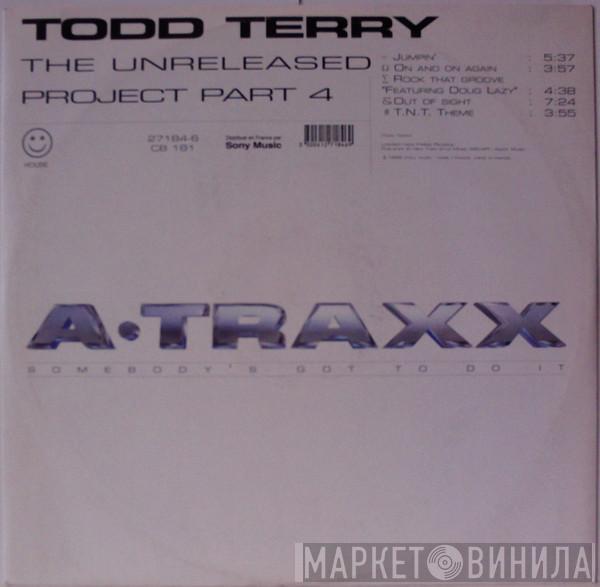 TODD TERRY
THE UNRELEASED
PROJECT PART 4
JUMPIN' : 5:37
ON AND ON AGAIN : 3:57
ROCK THAT GROOVE
"FEATURING DOUG LAZY" : 4:38
& OUT OF SIGHT : 7:24
# T.N.T. THEME : 3:55
HOUSE
27184-6
CB 181
Distribué en France par
Sony Music
A•TRAXX
SOMEBODY'S GOT TO DO IT
МАРКЕТ ВИНИЛА